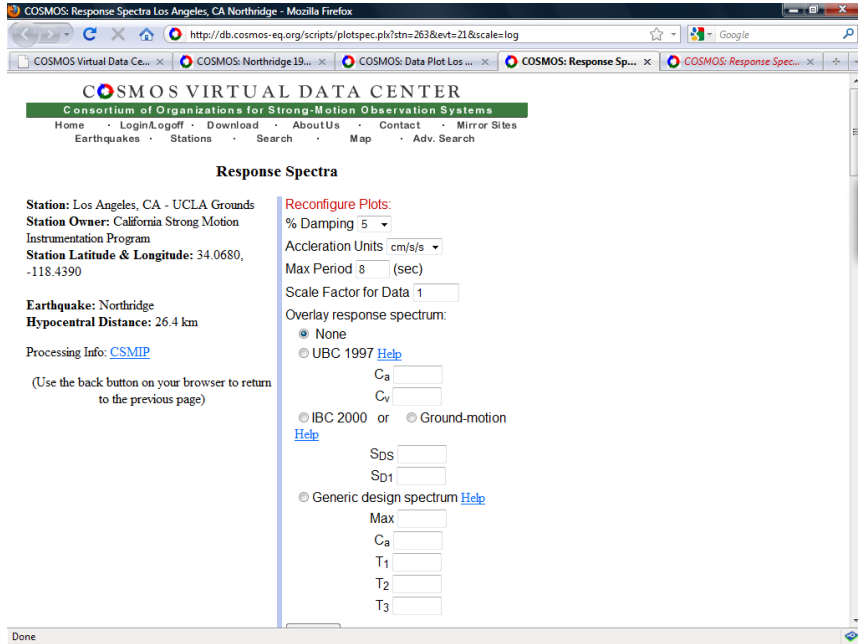 COSMOS: Response Spectra Los Angeles, CA Northridge - Mozilla Firefox
http://db.cosmos-eq.org/scripts/plotspec.plx?stn=263&evt=21&scale=log
Google
COSMOS Virtual Data Ce...
COSMOS: Northridge 19...
COSMOS: Data Plot Los ...
COSMOS: Response Sp...
COSMOS: Response Spec...
COSMOS VIRTUAL DATA CENTER
Consortium of Organizations for Strong-Motion Observation Systems
Home · Login/Logoff · Download · About Us · Contact · Mirror Sites
Earthquakes · Stations · Search · Map · Adv. Search
Response Spectra
Station: Los Angeles, CA - UCLA Grounds
Station Owner: California Strong Motion
Instrumentation Program
Station Latitude & Longitude: 34.0680,
-118.4390
Earthquake: Northridge
Hypocentral Distance: 26.4 km
Processing Info: CSMIP
(Use the back button on your browser to return
to the previous page)
Reconfigure Plots:
% Damping 5
Accleration Units cm/s/s
Max Period 8 (sec)
Scale Factor for Data 1
Overlay response spectrum:
None
UBC 1997 Help
Ca
Cv
IBC 2000 or Ground-motion
Help
SDS
SD1
Generic design spectrum Help
Max
Ca
T1
T2
T3
Done